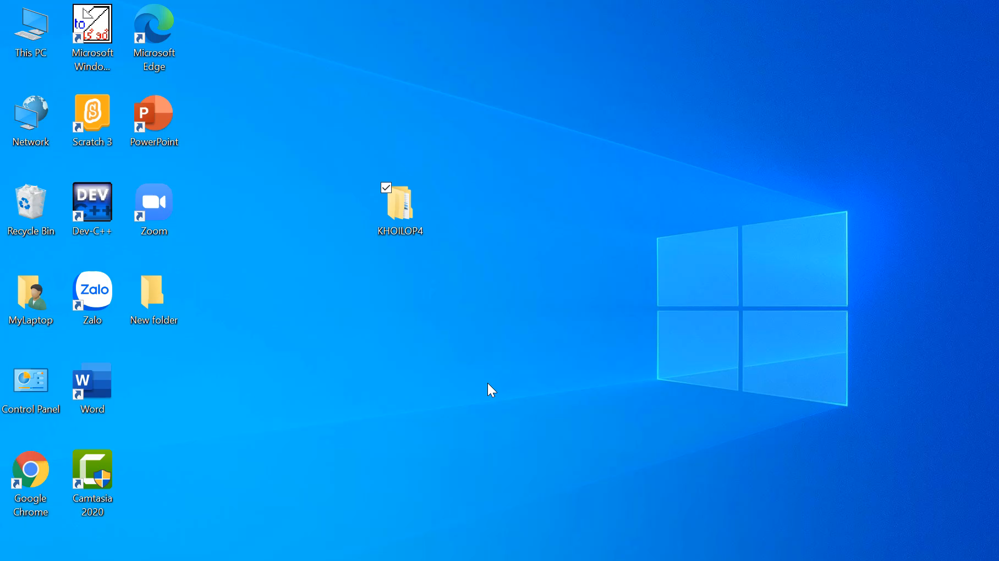 This PC
Microsoft
Windo...
Microsoft
Edge
to
Network
S
Scratch 3
P
PowerPoint
Recycle Bin
DEV
C++
Dev-C++
Zoom
KHOILOP4
MyLaptop
Zalo
Zalo
New folder
Control Panel
W
Word
Google
Chrome
C
Camtasia
2020